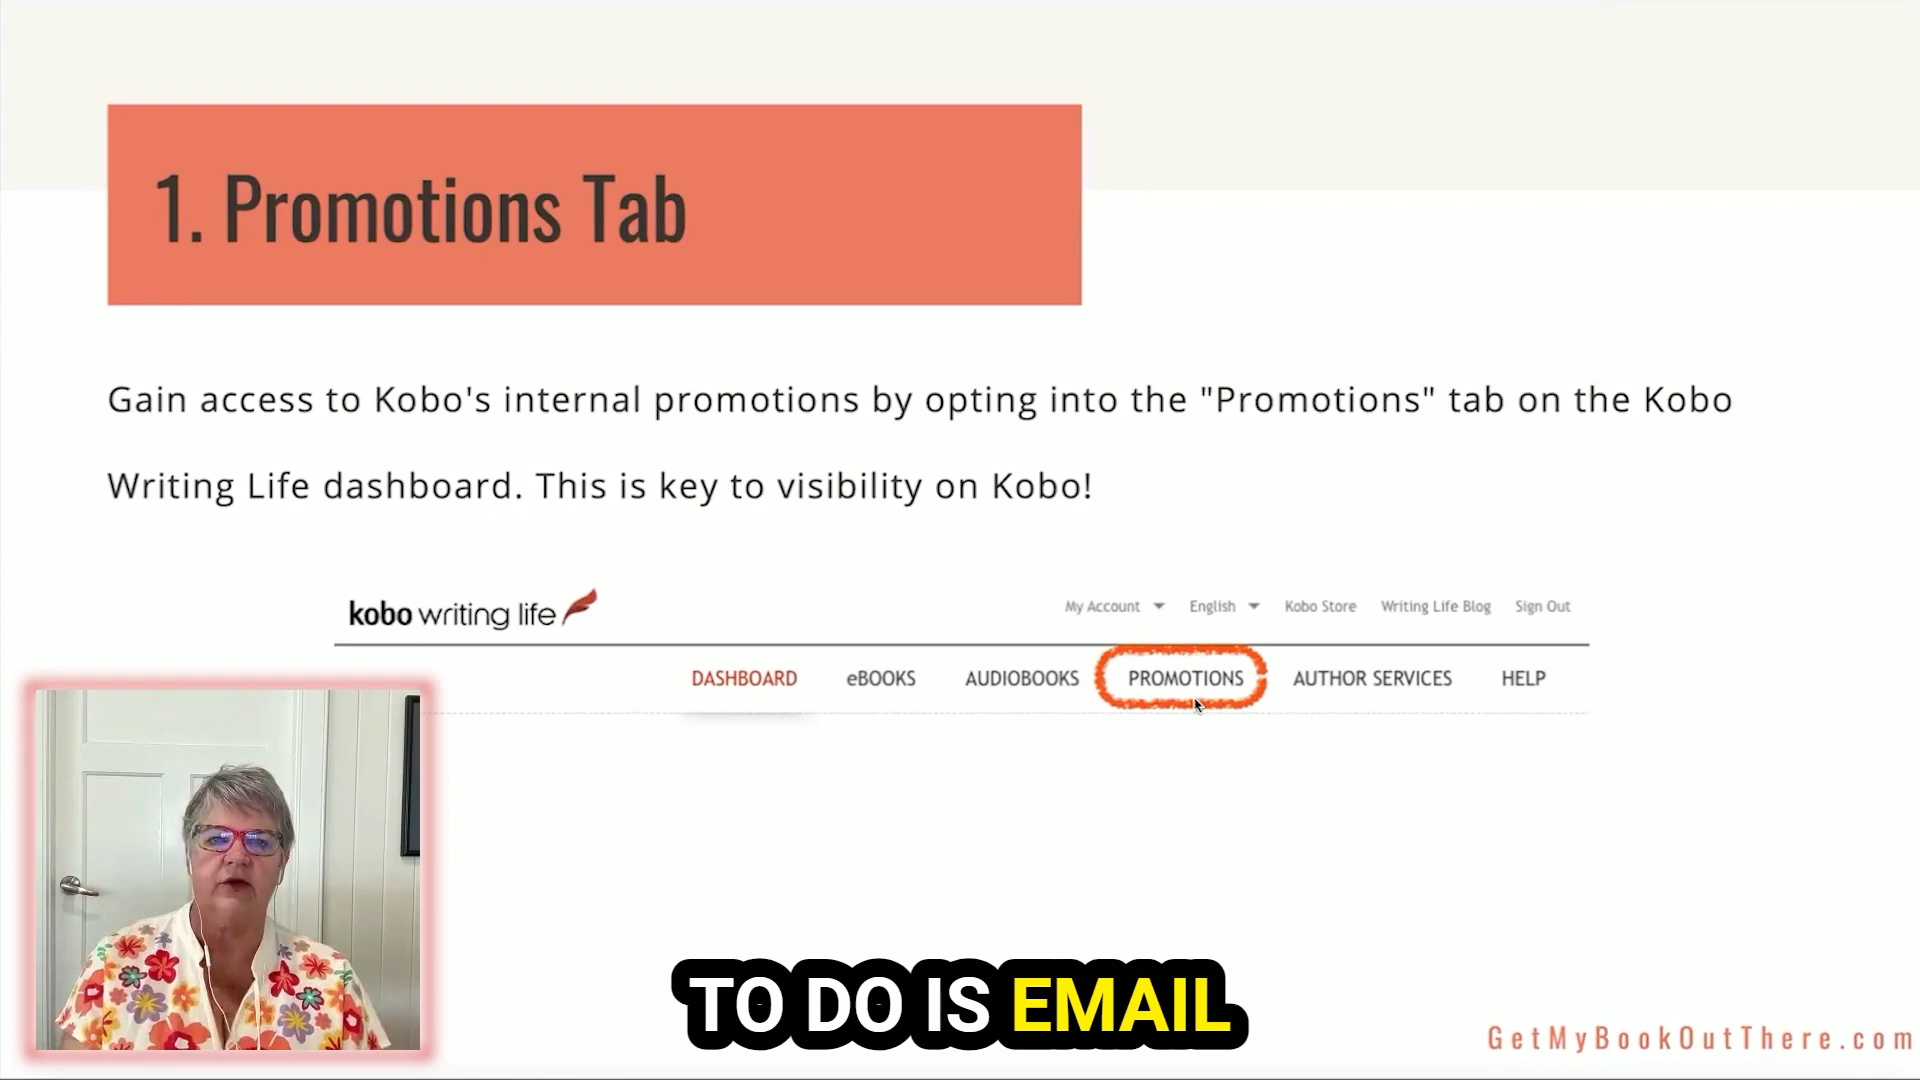 1. Promotions Tab
Gain access to Kobo's internal promotions by opting into the "Promotions" tab on the Kobo
Writing Life dashboard. This is key to visibility on Kobo!
kobo writing life
My Account English Kobo Store Writing Life Blog Sign Out
DASHBOARD eBOOKS AUDIOBOOKS PROMOTIONS AUTHOR SERVICES HELP
TO DO IS EMAIL
GetMyBookOutThere.com